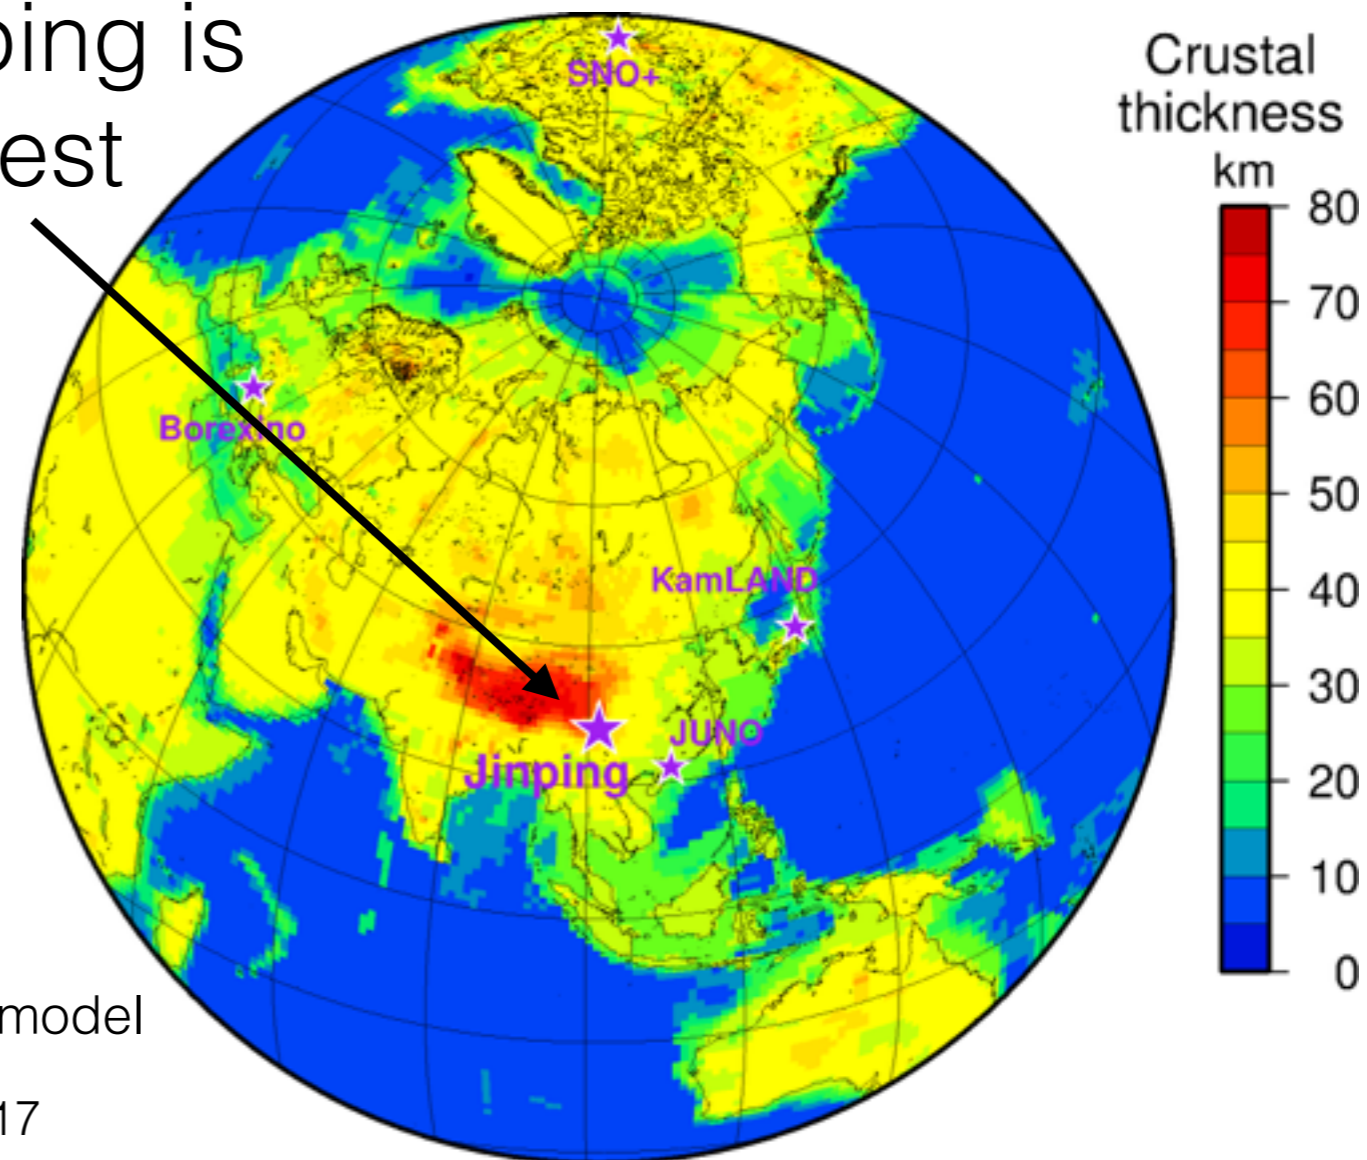 ping is
est
Crustal
thickness
km
80
70
60
50
40
30
20
10
0
SNO+
Borexino
KamLAND
JUNO
Jinping
model
17